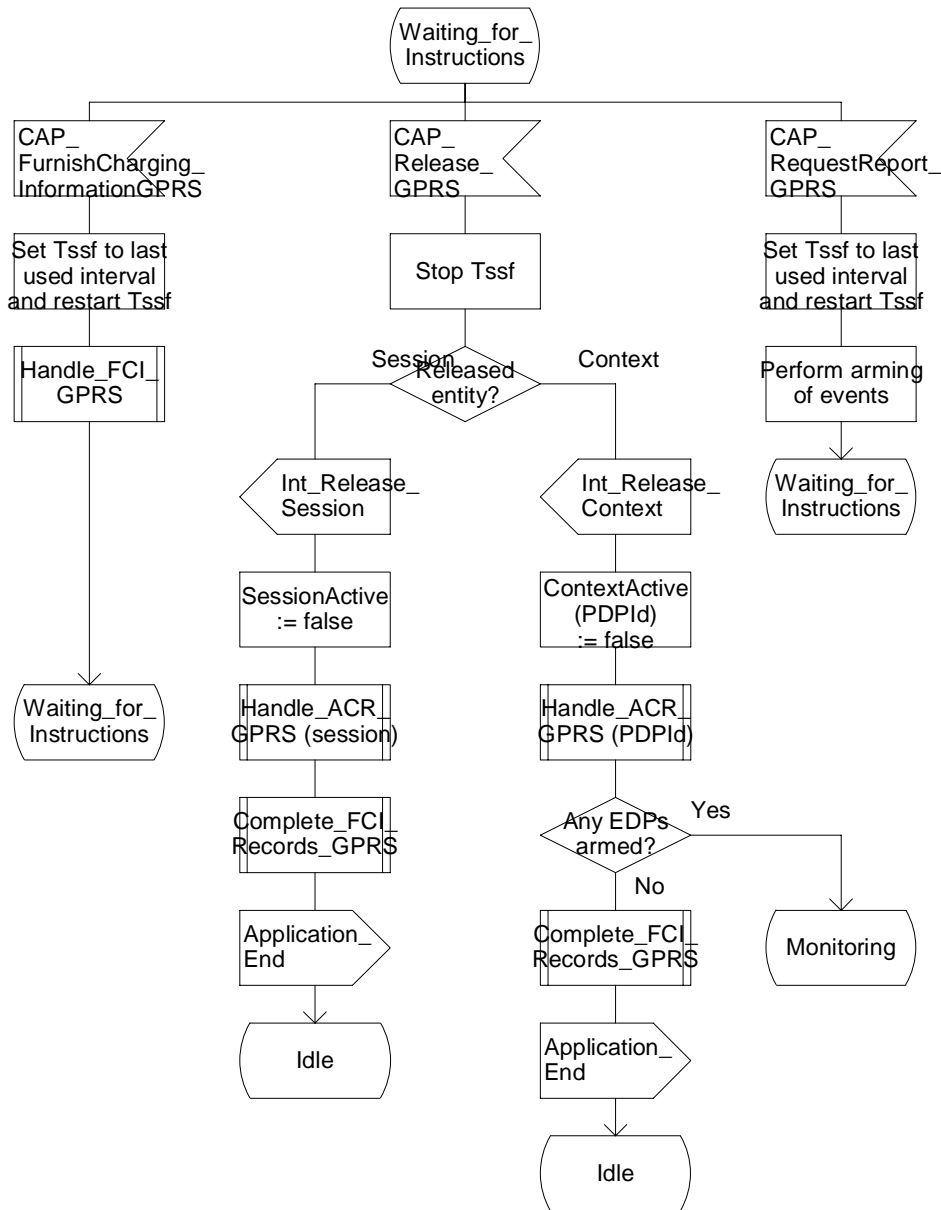 Waiting_for_
Instructions
CAP_
FurnishCharging_
InformationGPRS
CAP_
Release_
GPRS
CAP_
RequestReport_
GPRS
Set Tssf to last
used interval
and restart Tssf
Stop Tssf
Set Tssf to last
used interval
and restart Tssf
Handle_FCI_
GPRS
Session
Released
entity?
Context
Perform arming
of events
Int_Release_
Session
Int_Release_
Context
Waiting_for_
Instructions
SessionActive
:= false
ContextActive
(PDPId)
:= false
Waiting_for_
Instructions
Handle_ACR_
GPRS (session)
Handle_ACR_
GPRS (PDPId)
Complete_FCI_
Records_GPRS
Any EDPs
armed?
Yes
No
Application_
End
Complete_FCI_
Records_GPRS
Monitoring
Idle
Application_
End
Idle